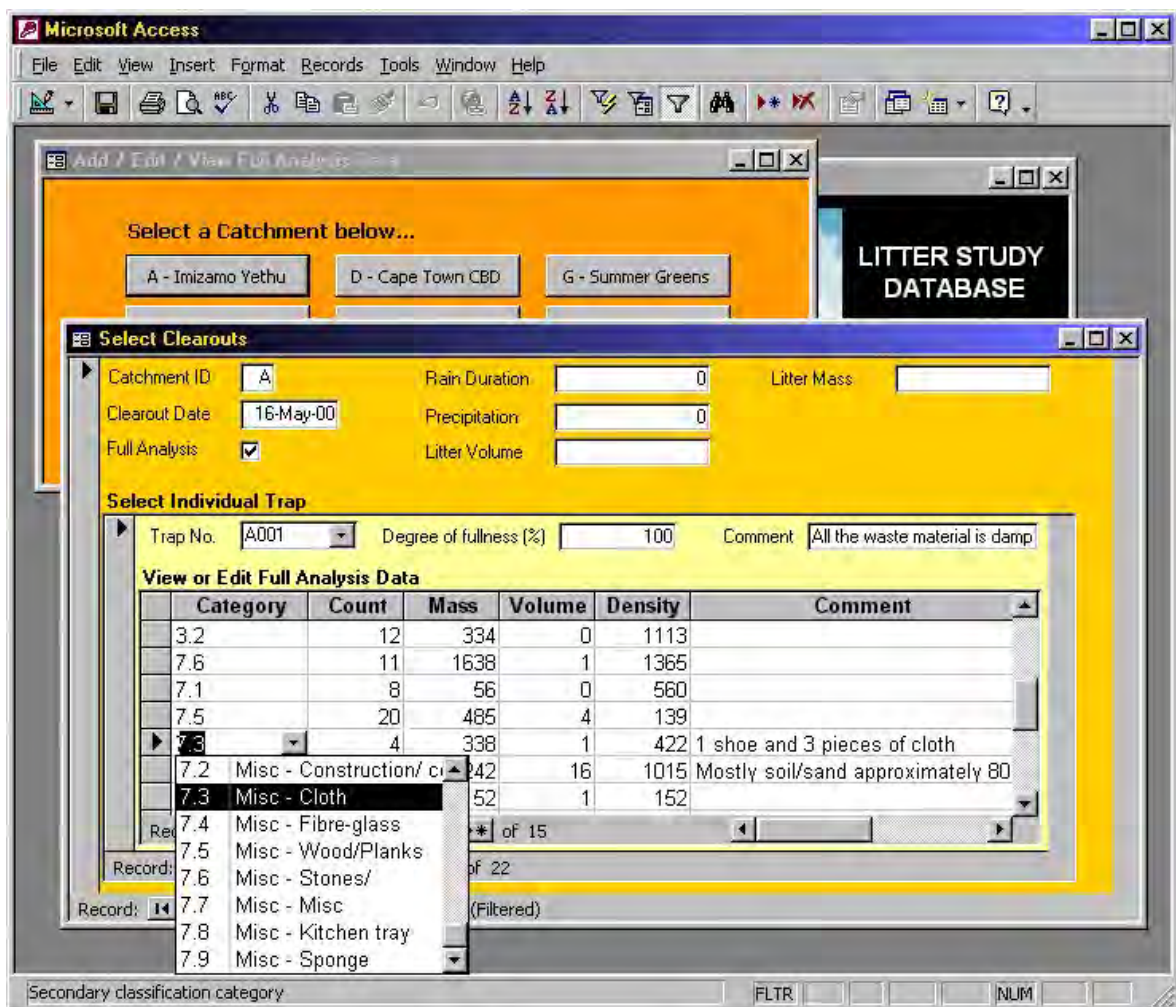 Microsoft Access
File Edit View Insert Format Records Tools Window Help
Add / Edit / View Full Analysis Data
Select a Catchment below...
A - Imizamo Yethu D - Cape Town CBD G - Summer Greens
LITTER STUDY
DATABASE
Select Clearouts
Catchment ID A Rain Duration 0 Litter Mass
Clearout Date 16-May-00 Precipitation 0
Full Analysis Litter Volume
Select Individual Trap
Trap No. A001 Degree of fullness (%) 100 Comment All the waste material is damp
View or Edit Full Analysis Data
Category Count Mass Volume Density Comment
3.2 12 334 0 1113
7.6 11 1638 1 1365
7.1 8 56 0 560
7.5 20 485 4 139
7.3 4 338 1 422 1 shoe and 3 pieces of cloth
7.2 Misc - Construction/ 242 16 1015 Mostly soil/sand approximately 80
7.3 Misc - Cloth 52 1 152
7.4 Misc - Fibre-glass of 15
7.5 Misc - Wood/Planks
Record: 7.6 Misc - Stones/ of 22
Record: 7.7 Misc - Misc (Filtered)
7.8 Misc - Kitchen tray
7.9 Misc - Sponge
Secondary classification category FLTR NUM